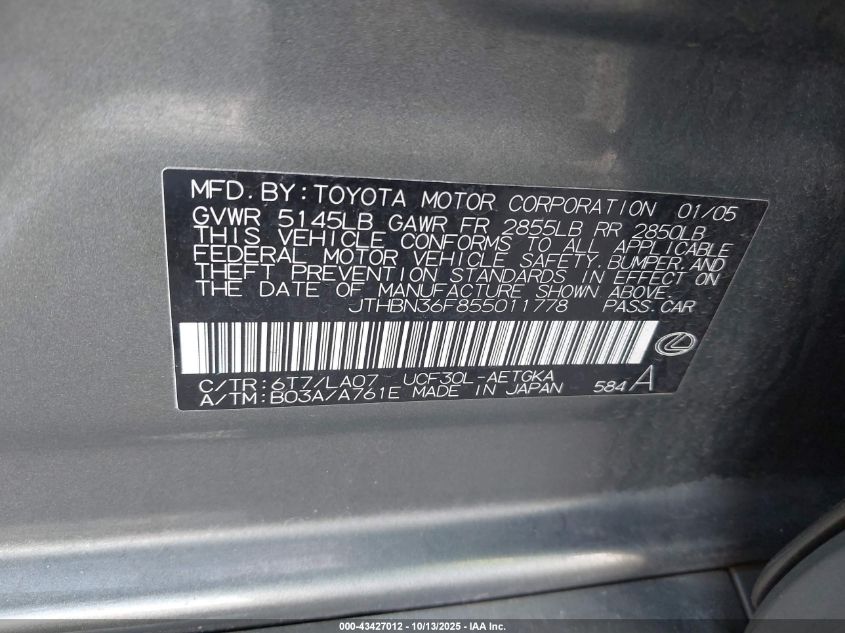 MFD. BY: TOYOTA MOTOR CORPORATION 01/05
GVWR 5145LB GAWR FR 2855LB RR 2850LB
THIS VEHICLE CONFORMS TO ALL APPLICABLE
FEDERAL MOTOR VEHICLE SAFETY, BUMPER, AND
THEFT PREVENTION STANDARDS IN EFFECT ON
THE DATE OF MANUFACTURE SHOWN ABOVE.
JTHBN36F855011778 PASS. CAR
C/TR: 6T7/LA07 UCF30L-AETGKA 584 A
A/TM: B03A/A761E MADE IN JAPAN
000-43427012 - 10/13/2025 - IAA Inc.